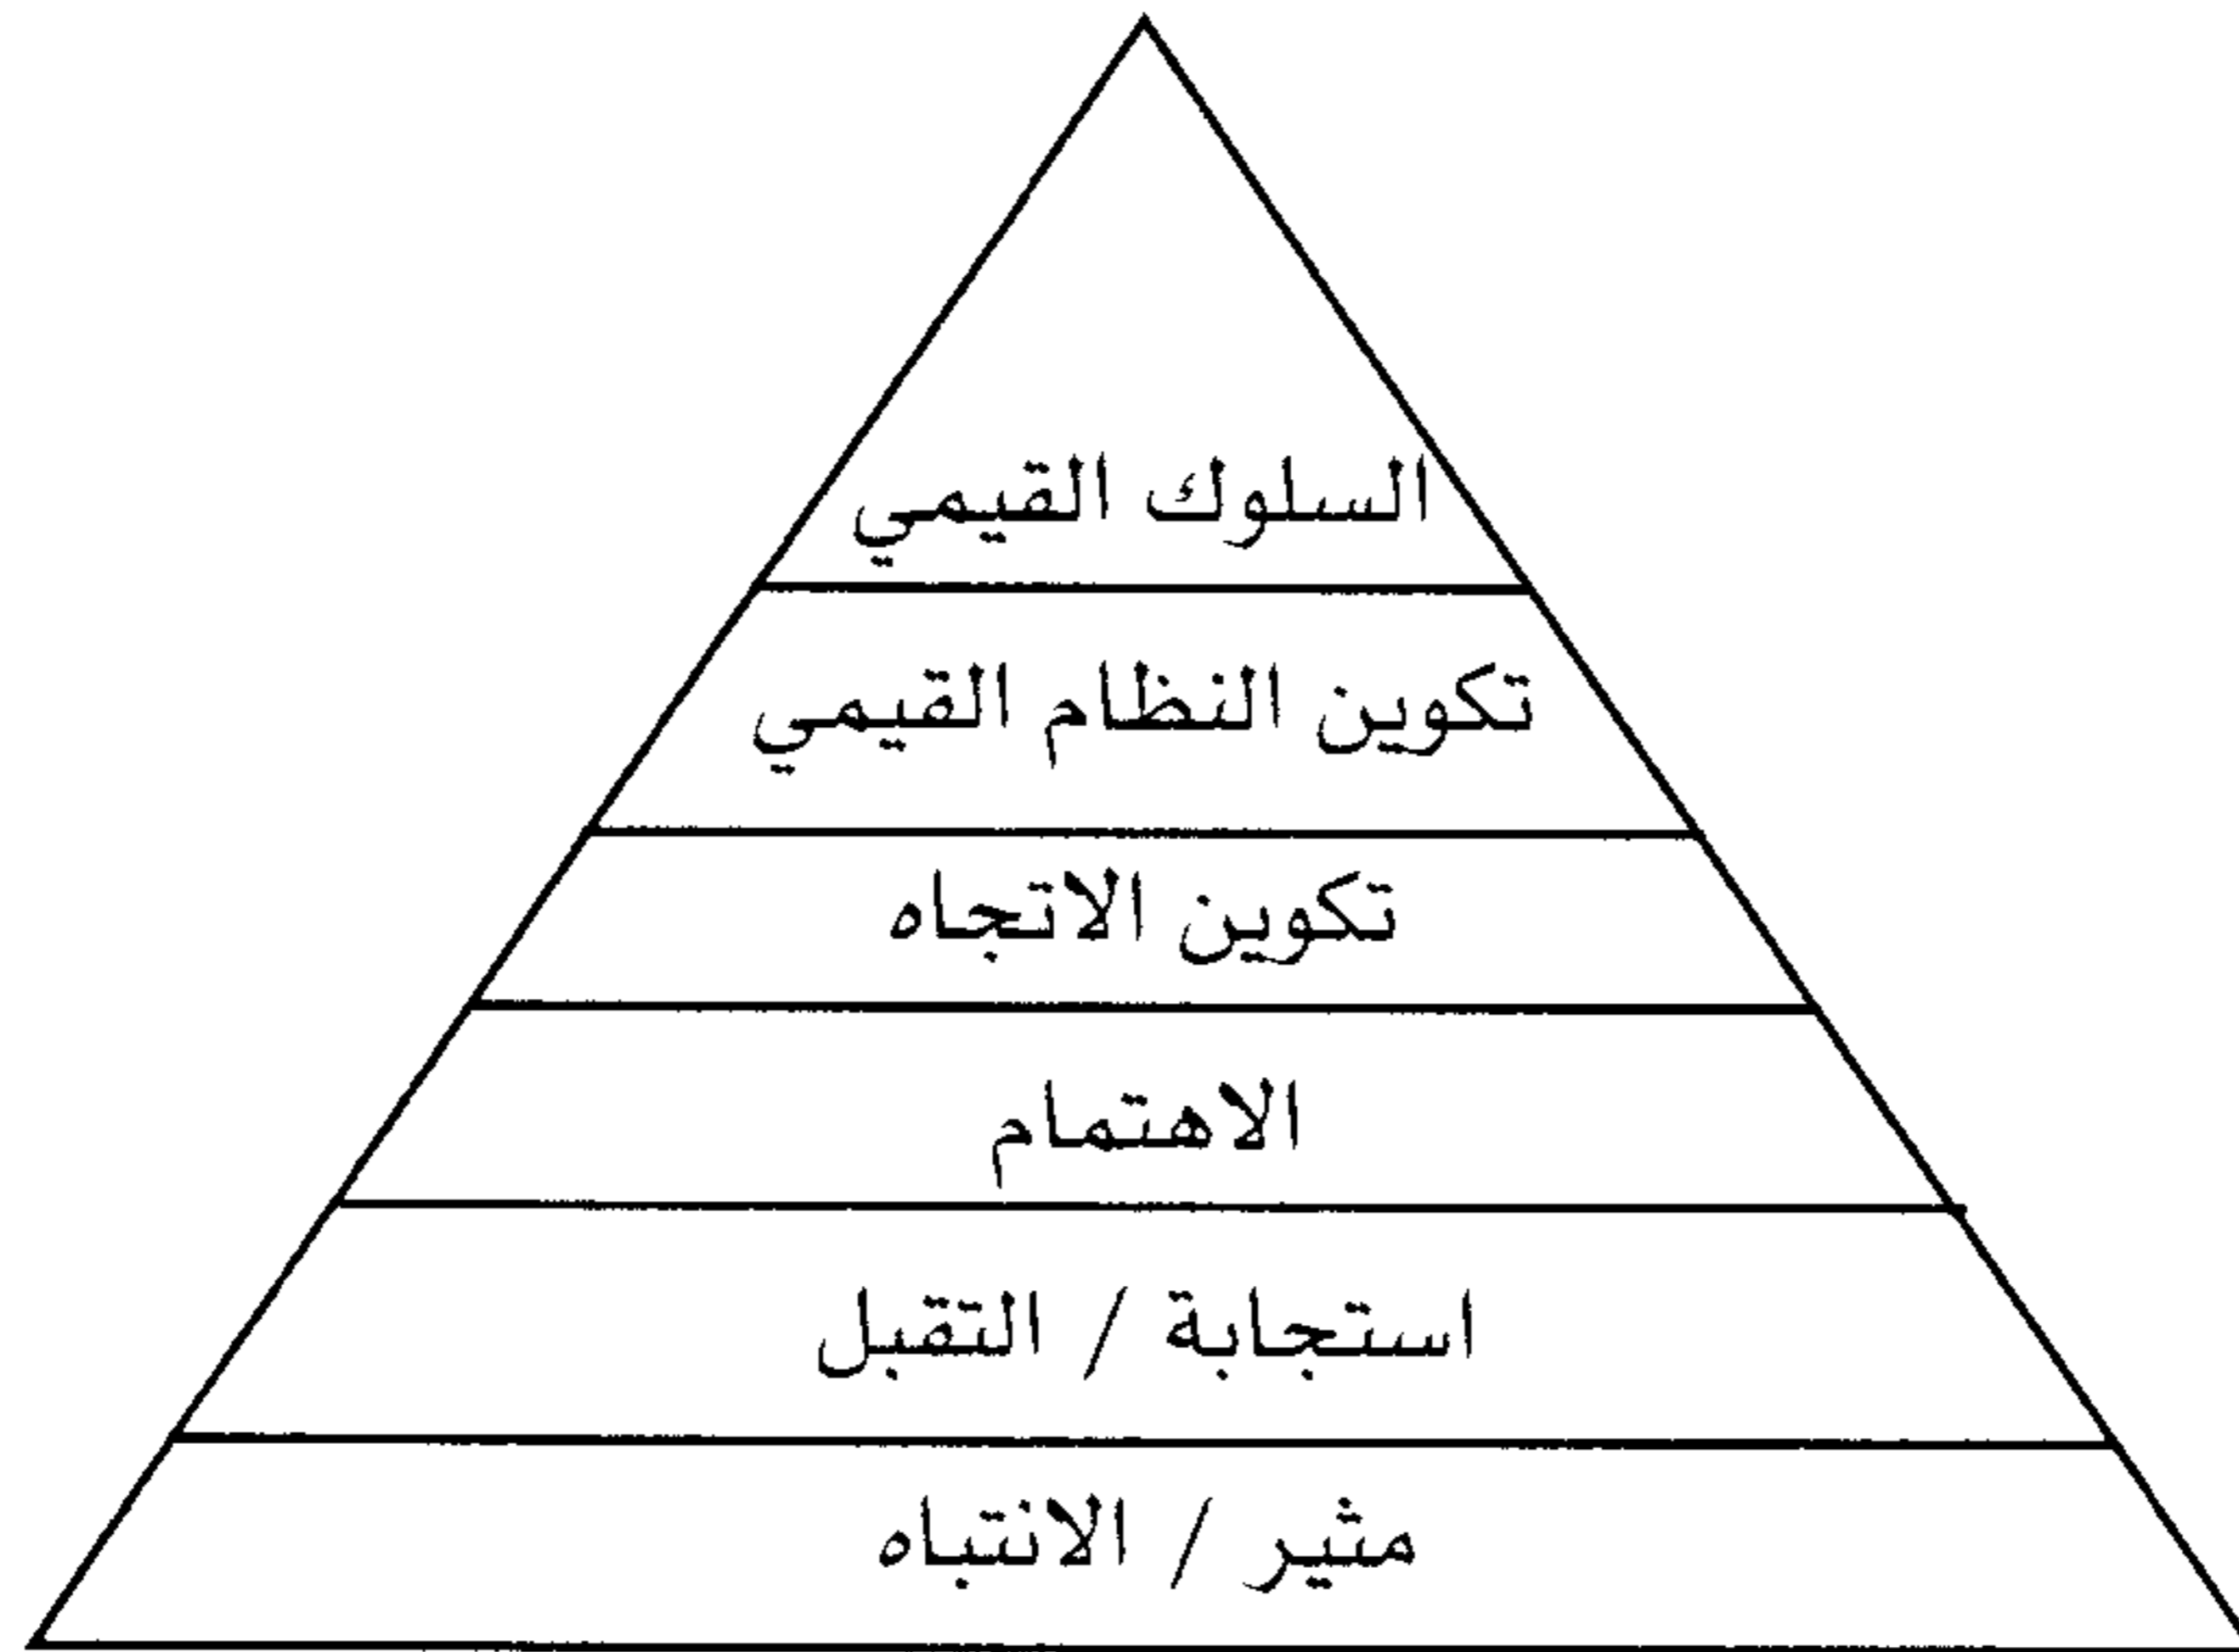 السلوك القيمي
تكوين النظام القيمي
تكوين الاتجاه
الاهتمام
استجابة / التقبل
مثير / الانتباه